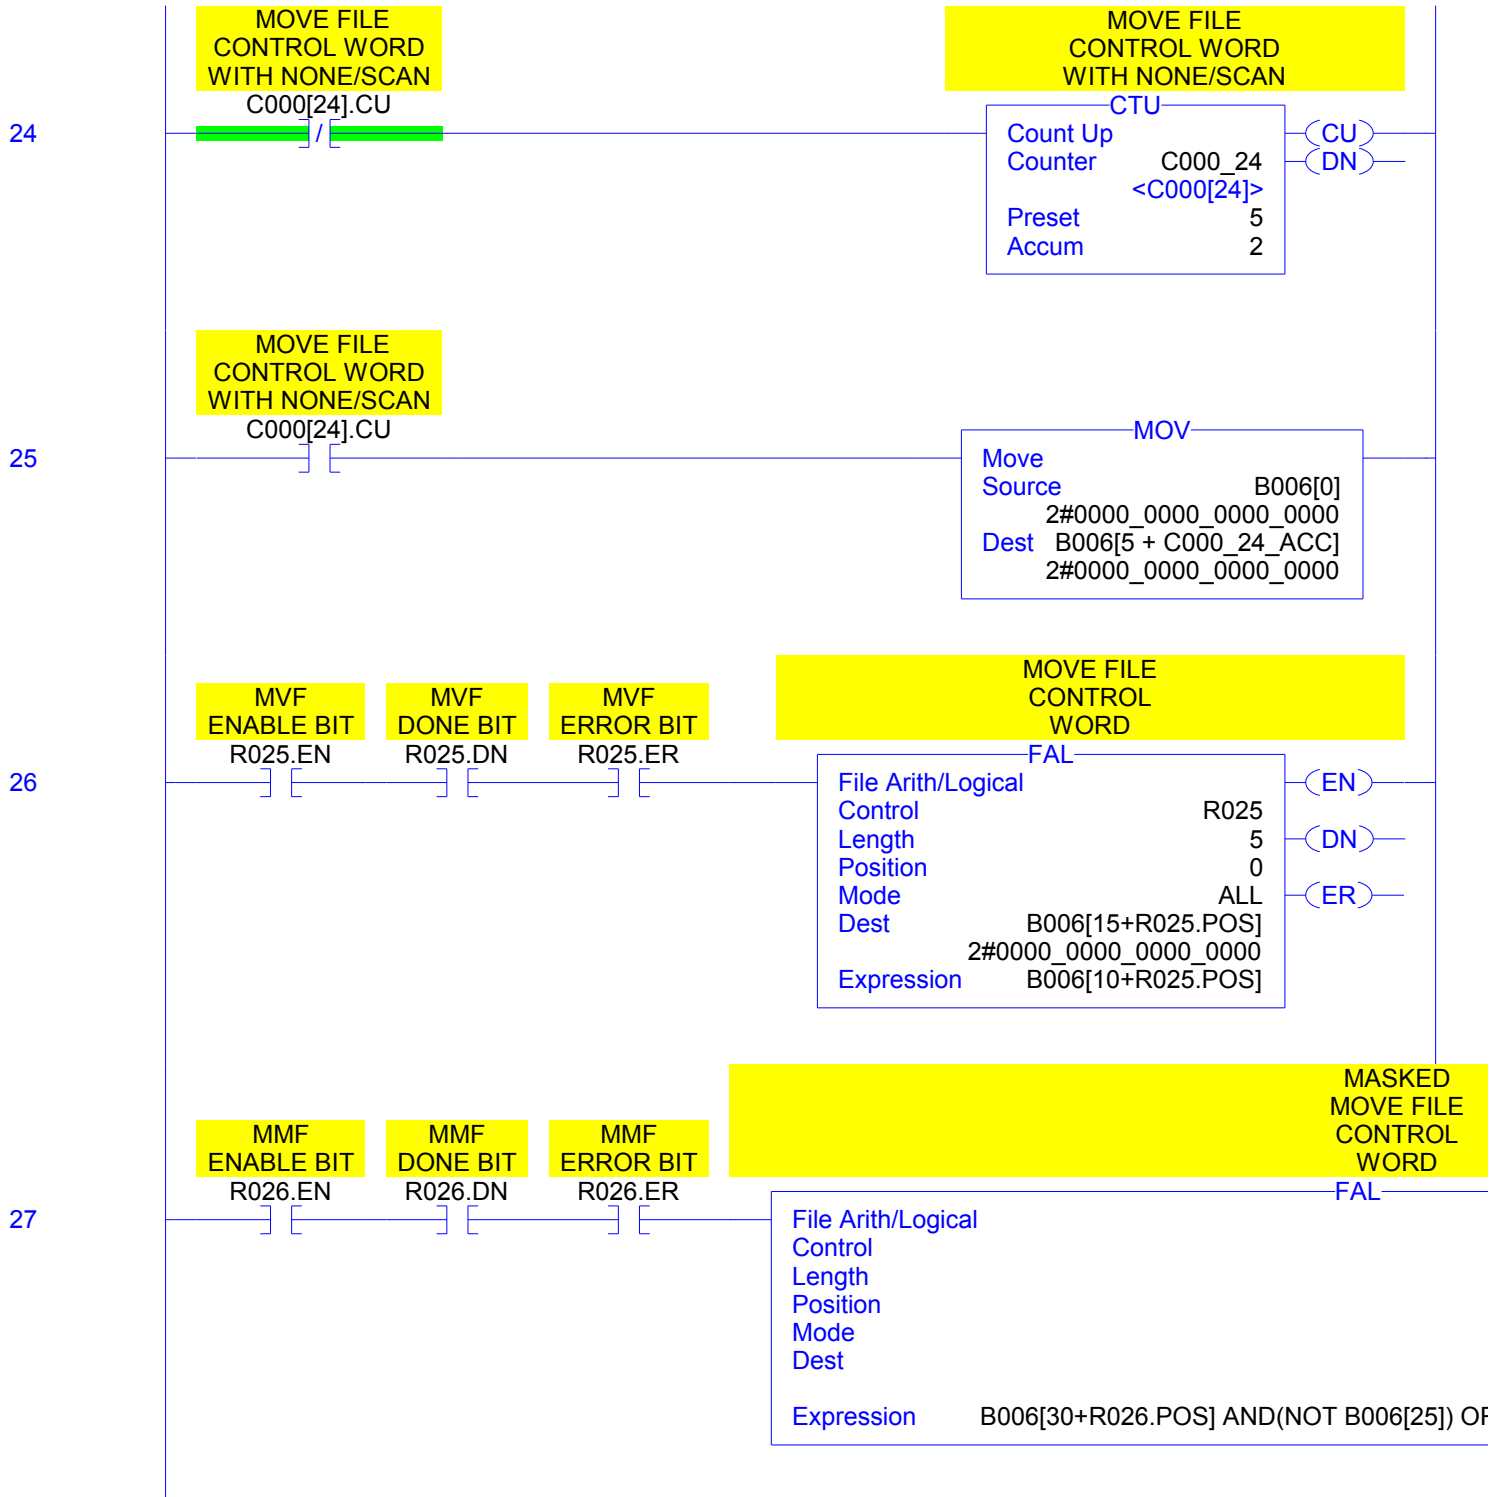 MOVE FILE
CONTROL WORD
WITH NONE/SCAN
C000[24].CU
MOVE FILE
CONTROL WORD
WITH NONE/SCAN
24
/
CTU
Count Up
Counter C000_24
<C000[24]>
Preset 5
Accum 2
CU
DN
MOVE FILE
CONTROL WORD
WITH NONE/SCAN
C000[24].CU
25
MOV
Move
Source B006[0]
2#0000_0000_0000_0000
Dest B006[5 + C000_24_ACC]
2#0000_0000_0000_0000
MVF
ENABLE BIT
R025.EN
MVF
DONE BIT
R025.DN
MVF
ERROR BIT
R025.ER
MOVE FILE
CONTROL
WORD
26
FAL
File Arith/Logical
Control R025
Length 5
Position 0
Mode ALL
Dest B006[15+R025.POS]
2#0000_0000_0000_0000
Expression B006[10+R025.POS]
EN
DN
ER
MMF
ENABLE BIT
R026.EN
MMF
DONE BIT
R026.DN
MMF
ERROR BIT
R026.ER
MASKED
MOVE FILE
CONTROL
WORD
27
FAL
File Arith/Logical
Control
Length
Position
Mode
Dest
Expression B006[30+R026.POS] AND(NOT B006[25])